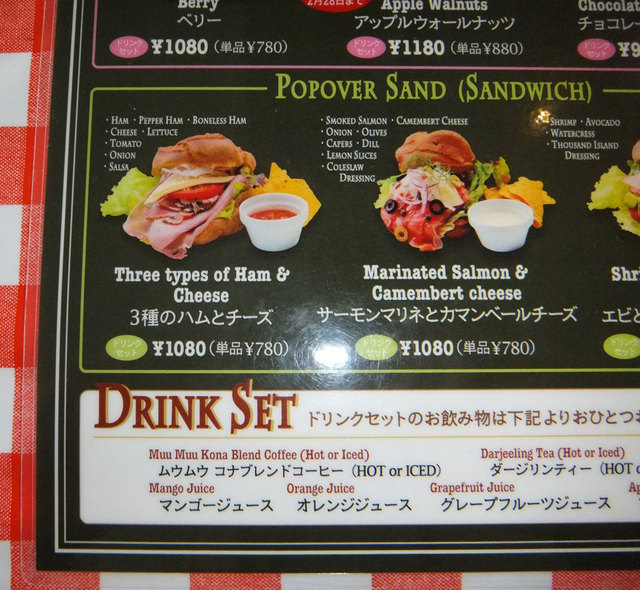 Berry
ベリー
ドリンクセット ¥1080（単品¥780）
2月28日まで
Apple Walnuts
アップルウォールナッツ
ドリンクセット ¥1180（単品¥880）
Chocolat
チョコレー
ドリンクセット ¥9
POPOVER SAND (SANDWICH)
・HAM ・PEPPER HAM ・BONELESS HAM
・CHEESE ・LETTUCE
・TOMATO
・ONION
・SALSA
Three types of Ham &
Cheese
3種のハムとチーズ
ドリンクセット ¥1080（単品¥780）
・SMOKED SALMON ・CAMEMBERT CHEESE
・ONION ・OLIVES
・CAPERS ・DILL
・LEMON SLICES
・COLESLAW
DRESSING
Marinated Salmon &
Camembert cheese
サーモンマリネとカマンベールチーズ
ドリンクセット ¥1080（単品¥780）
・SHRIMP ・AVOCADO
・WATERCRESS
・THOUSAND ISLAND
DRESSING
Shr
エビと
DRINK SET ドリンクセットのお飲み物は下記よりおひとつお
Muu Muu Kona Blend Coffee (Hot or Iced)
ムウムウ コナブレンドコーヒー（HOT or ICED）
Darjeeling Tea (Hot or Iced)
ダージリンティー（HOT o
Mango Juice
マンゴージュース
Orange Juice
オレンジジュース
Grapefruit Juice
グレープフルーツジュース
Ap